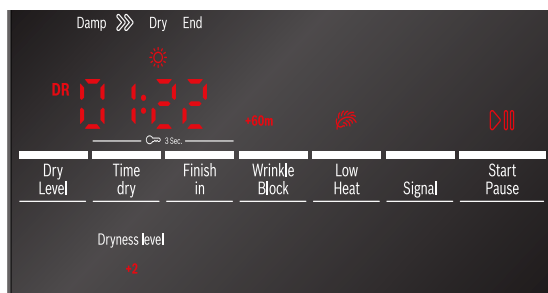 Damp Dry End
DR 01:22
+60m
3 Sec.
Dry Level
Time dry
Finish in
Wrinkle Block
Low Heat
Signal
Start Pause
Dryness level
+2